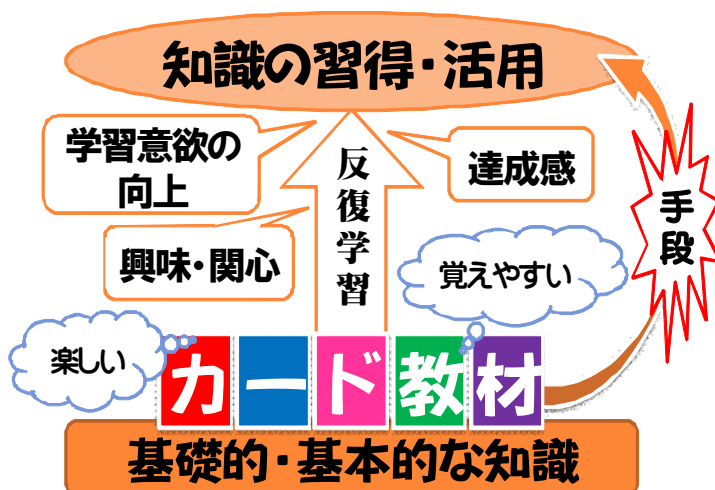 知識の習得・活用
学習意欲の
向上
反復学習
達成感
手段
興味・関心
覚えやすい
楽しい
カード教材
基礎的・基本的な知識